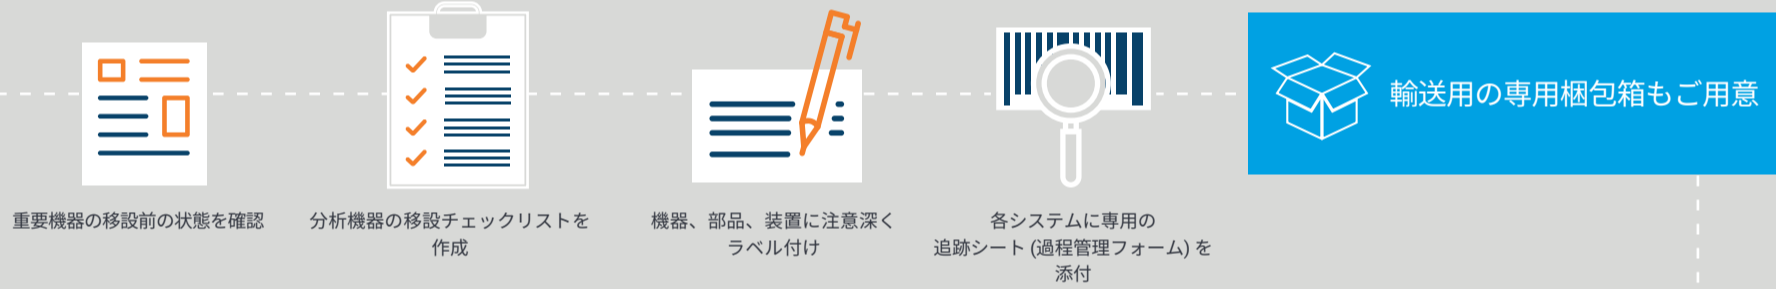 重要機器の移設前の状態を確認
分析機器の移設チェックリストを
作成
機器、部品、装置に注意深く
ラベル付け
各システムに専用の
追跡シート (過程管理フォーム) を
添付
輸送用の専用梱包箱もご用意